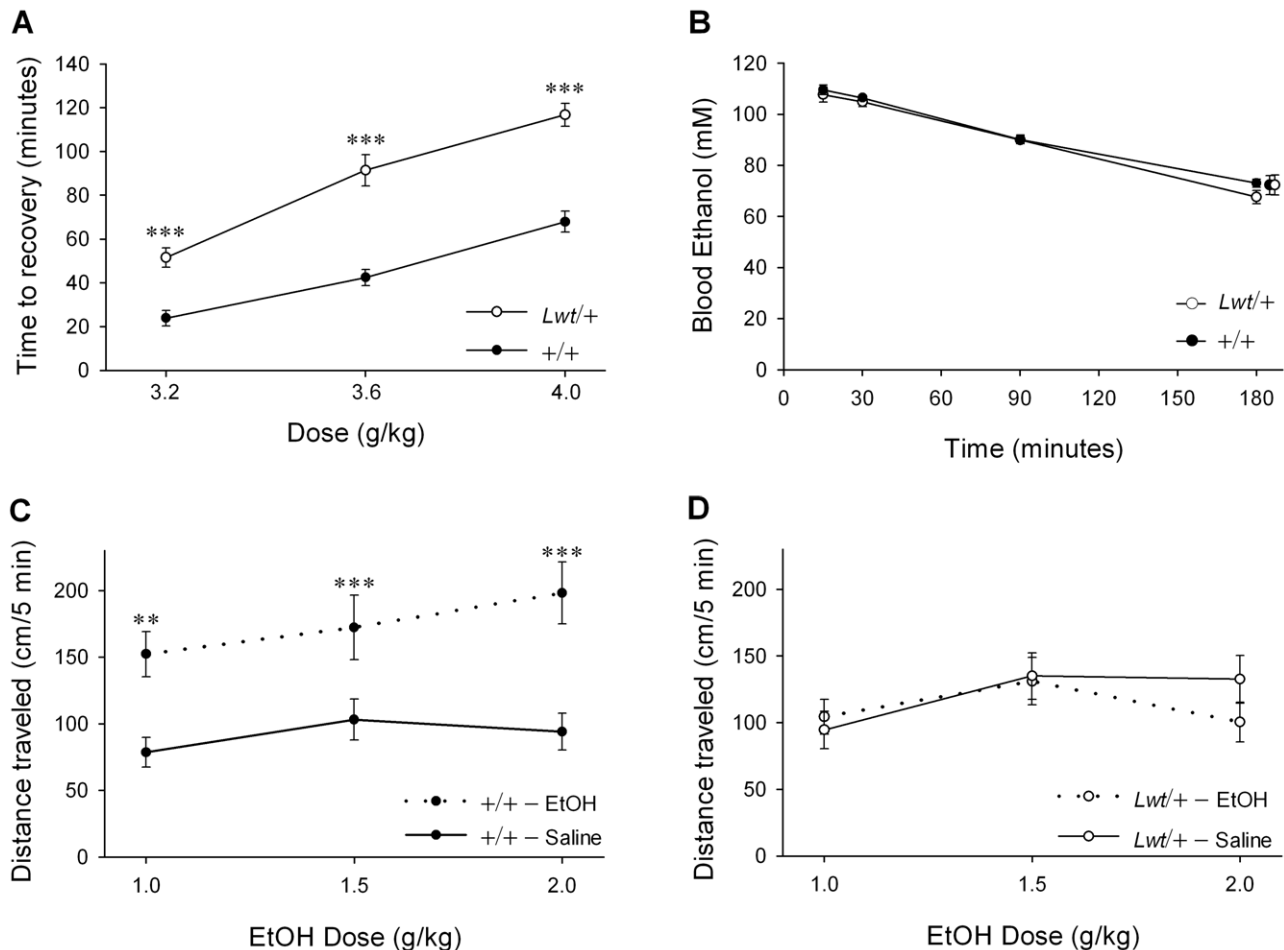 A
Time to recovery (minutes)
140
120
100
80
60
40
20
0
***
***
***
Lwt/+
+/+
3.2
3.6
4.0
Dose (g/kg)
B
Blood Ethanol (mM)
120
100
80
60
40
20
0
Lwt/+
+/+
0
30
60
90
120
150
180
Time (minutes)
C
Distance traveled (cm/5 min)
200
150
100
50
0
**
***
***
+/+ – EtOH
+/+ – Saline
1.0
1.5
2.0
EtOH Dose (g/kg)
D
Distance traveled (cm/5 min)
200
150
100
50
0
Lwt/+ – EtOH
Lwt/+ – Saline
1.0
1.5
2.0
EtOH Dose (g/kg)